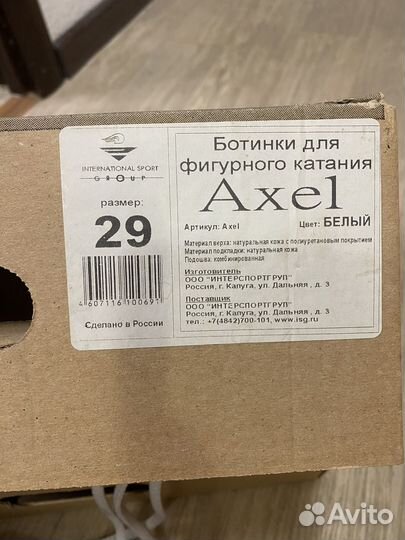 INTERNATIONAL SPORT
GROUP
размер:
29
4607116100691
Сделано в России
Ботинки для
фигурного катания
Axel
Артикул: Axel
Цвет: БЕЛЫЙ
Материал верха: натуральная кожа с полиуретановым покрытием
Материал подкладки: натуральная кожа
Подошва: комбинированная
Изготовитель
ООО "ИНТЕРСПОРТГРУП"
Россия, г. Калуга, ул. Дальняя , д. 3
Поставщик
ООО "ИНТЕРСПОРТГРУП"
Россия, г. Калуга, ул. Дальняя , д. 3
тел.: +7(4842)700-101, www.isg.ru
Avito